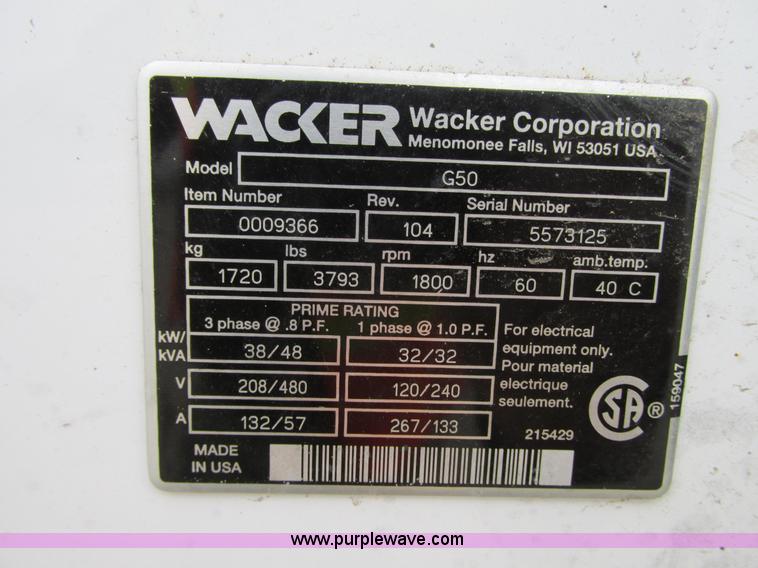 WACKER Wacker Corporation
Menomonee Falls, WI 53051 USA
Model G50
Item Number Rev. Serial Number
0009366 104 5573125
kg lbs rpm hz amb.temp.
1720 3793 1800 60 40 C
PRIME RATING
3 phase @ .8 P.F. 1 phase @ 1.0 P.F.
kW/
kVA 38/48 32/32
V 208/480 120/240
A 132/57 267/133
For electrical
equipment only.
Pour material
electrique
seulement.
CSA ®
159047
215429
MADE
IN USA
www.purplewave.com